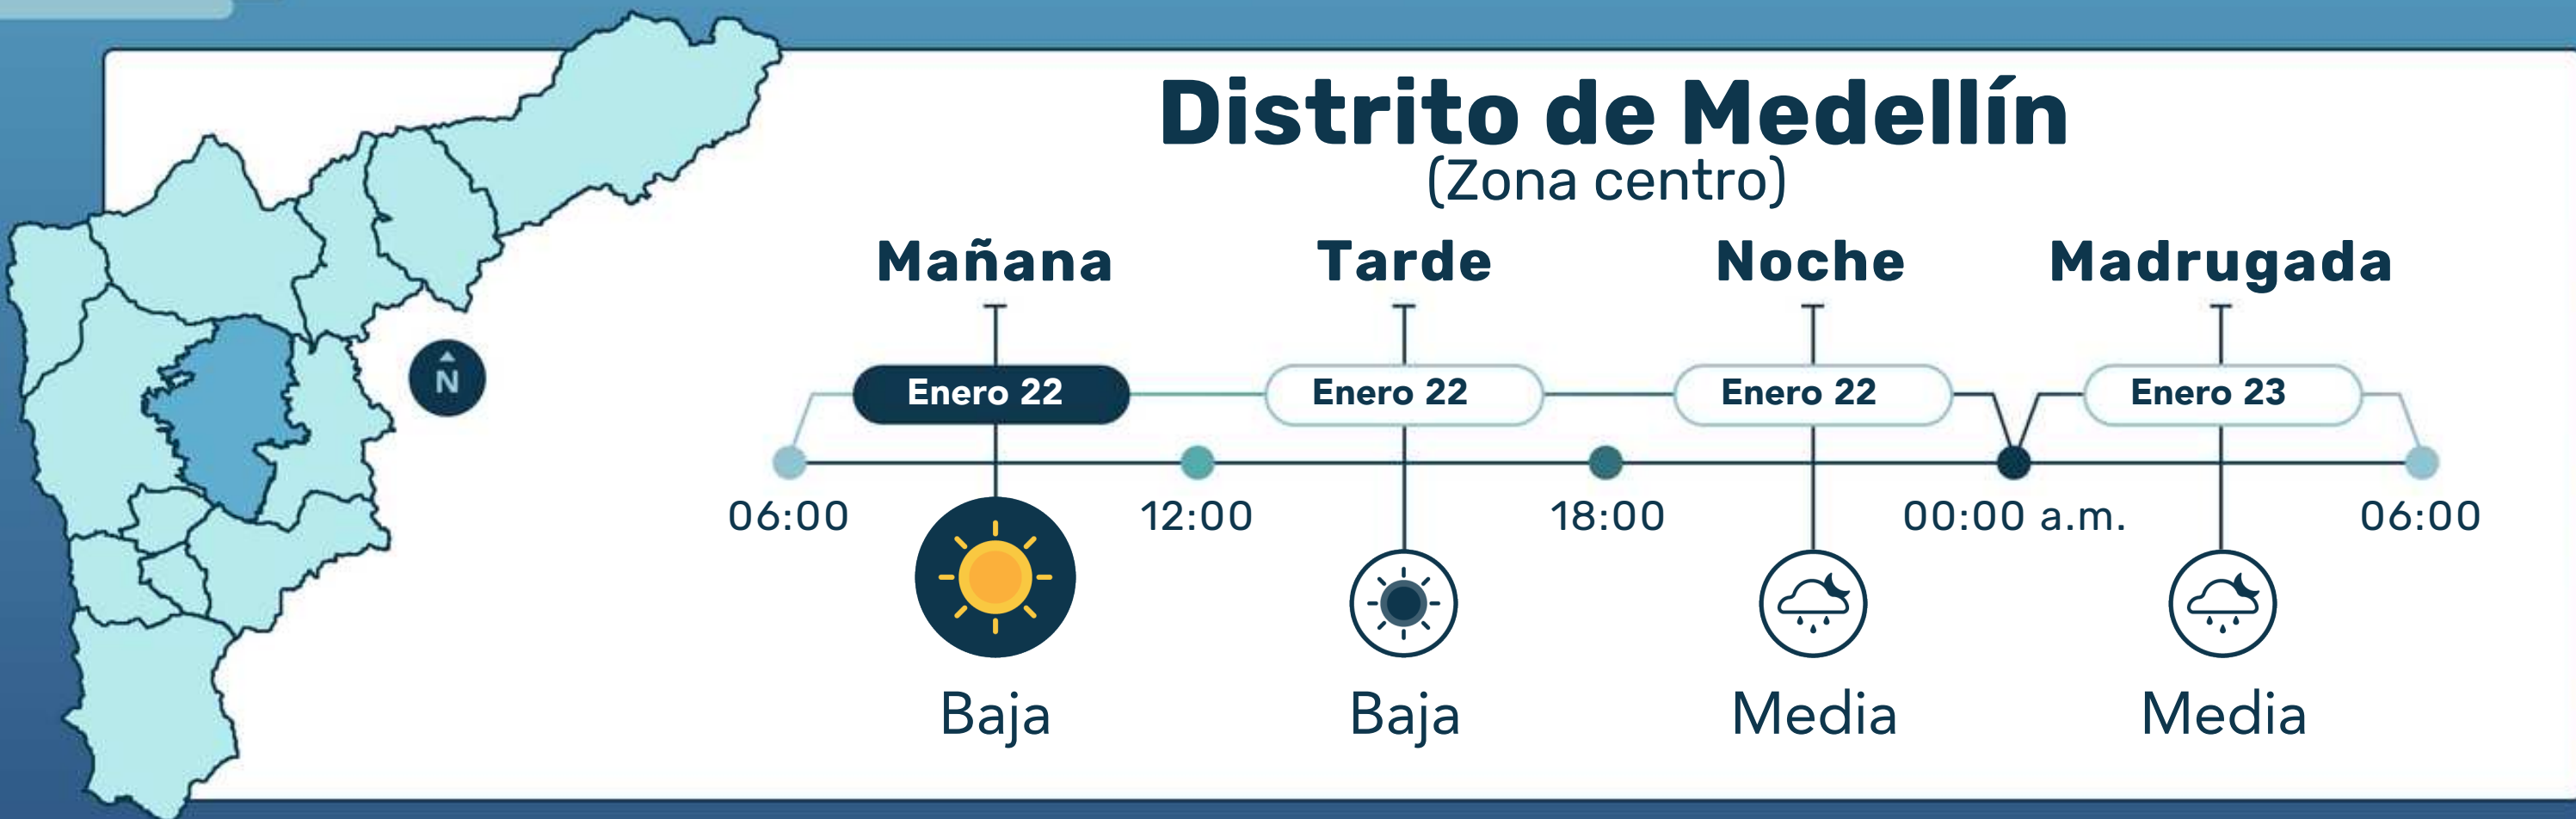 Distrito de Medellín
(Zona centro)
Mañana Tarde Noche Madrugada
Enero 22 Enero 22 Enero 22 Enero 23
N
06:00 12:00 18:00 00:00 a.m. 06:00
Baja Baja Media Media